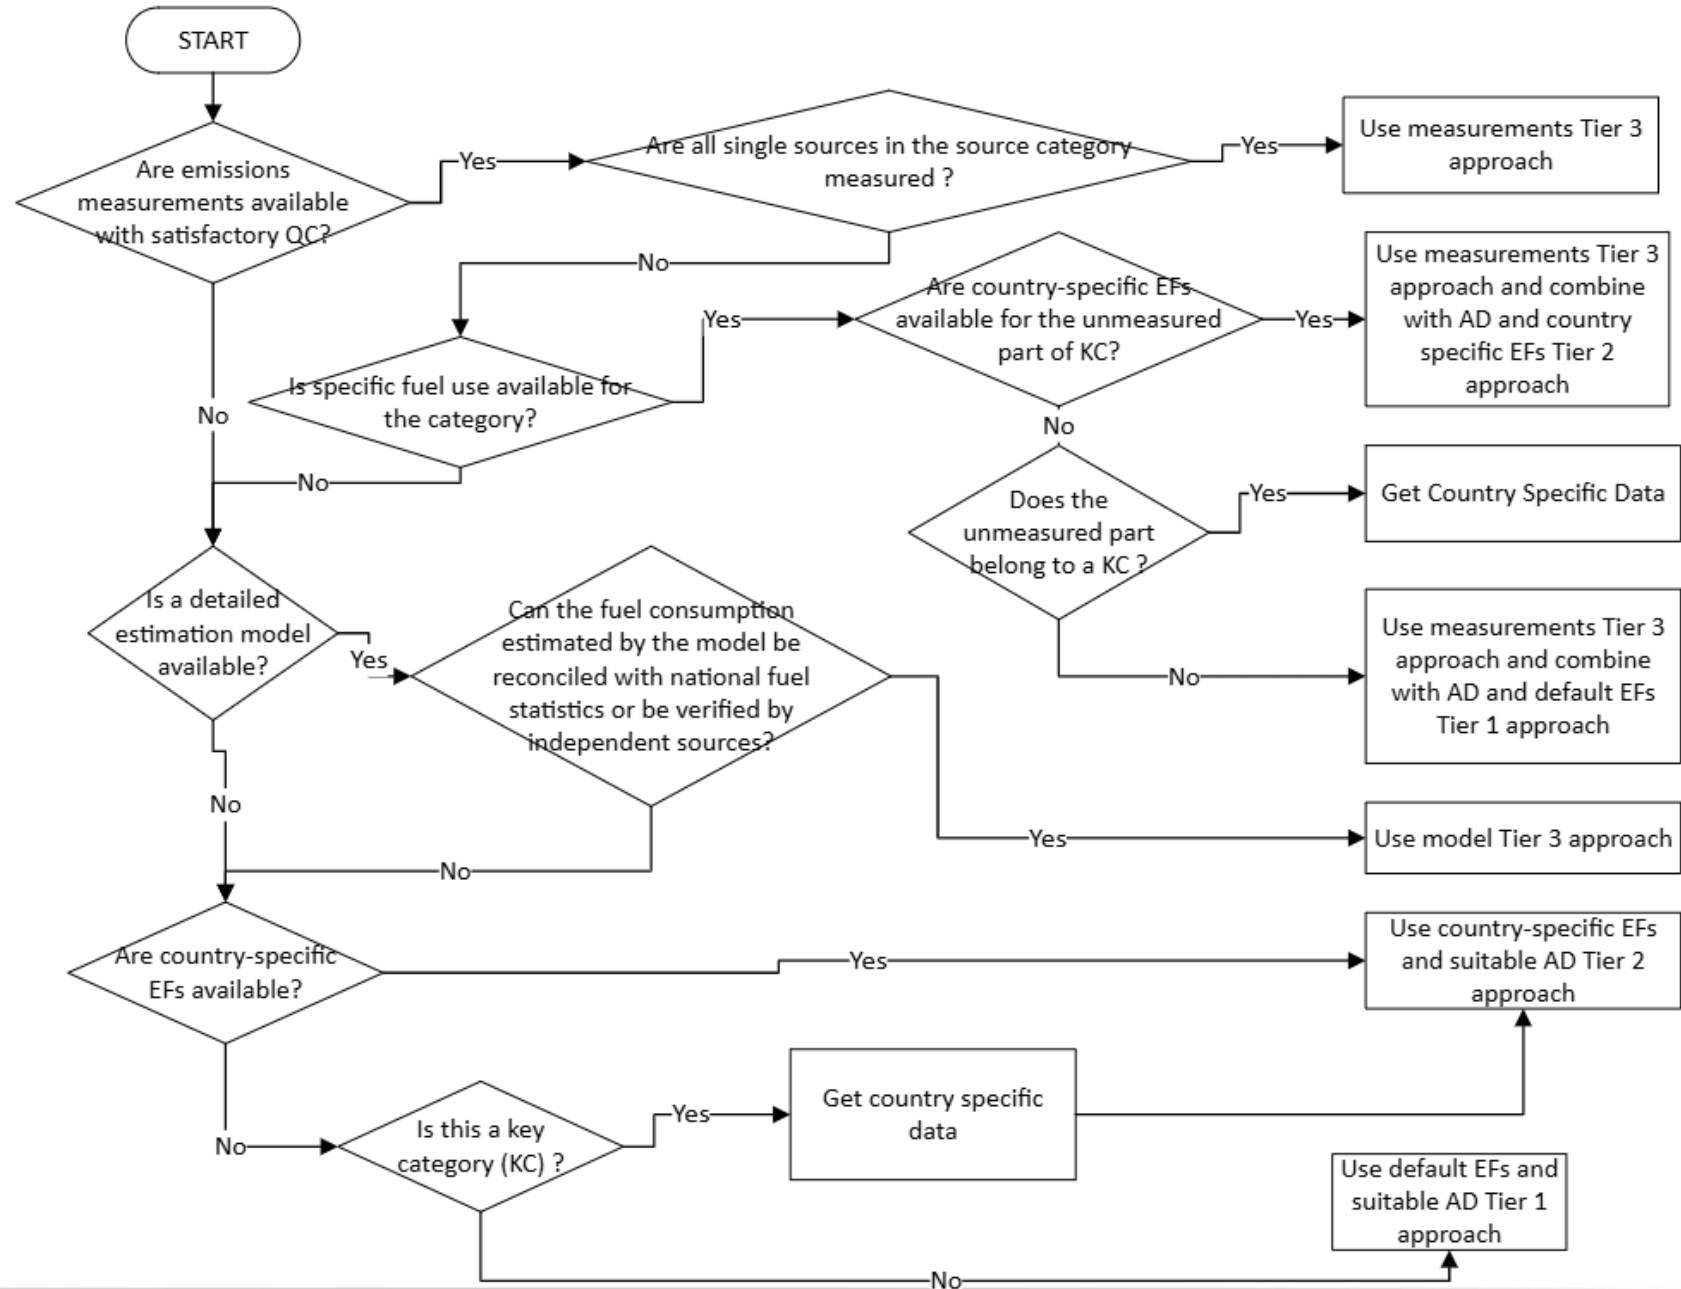 START
Are emissions
measurements available
with satisfactory QC?
Yes
Are all single sources in the source category
measured ?
Yes
Use measurements Tier 3
approach
No
No
Is specific fuel use available for
the category?
Yes
Are country-specific EFs
available for the unmeasured
part of KC?
Yes
Use measurements Tier 3
approach and combine
with AD and country
specific EFs Tier 2
approach
No
No
Does the
unmeasured part
belong to a KC ?
Yes
Get Country Specific Data
No
Use measurements Tier 3
approach and combine
with AD and default EFs
Tier 1 approach
Is a detailed
estimation model
available?
Yes
Can the fuel consumption
estimated by the model be
reconciled with national fuel
statistics or be verified by
independent sources?
Yes
Use model Tier 3 approach
No
No
Are country-specific
EFs available?
Yes
Use country-specific EFs
and suitable AD Tier 2
approach
No
Is this a key
category (KC) ?
Yes
Get country specific
data
No
Use default EFs and
suitable AD Tier 1
approach